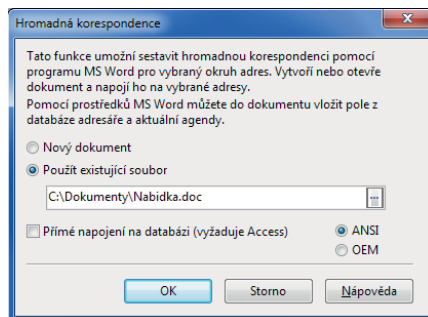 Hromadná korespondence
Tato funkce umožní sestavit hromadnou korespondenci pomocí
programu MS Word pro vybraný okruh adres. Vytvoří nebo otevře
dokument a napojí ho na vybrané adresy.
Pomocí prostředků MS Word můžete do dokumentu vložit pole z
databáze adresáře a aktuální agendy.
Nový dokument
Použít existující soubor
C:\Dokumenty\Nabidka.doc ...
Přímé napojení na databázi (vyžaduje Access) ANSI
OEM
OK Storno Nápověda